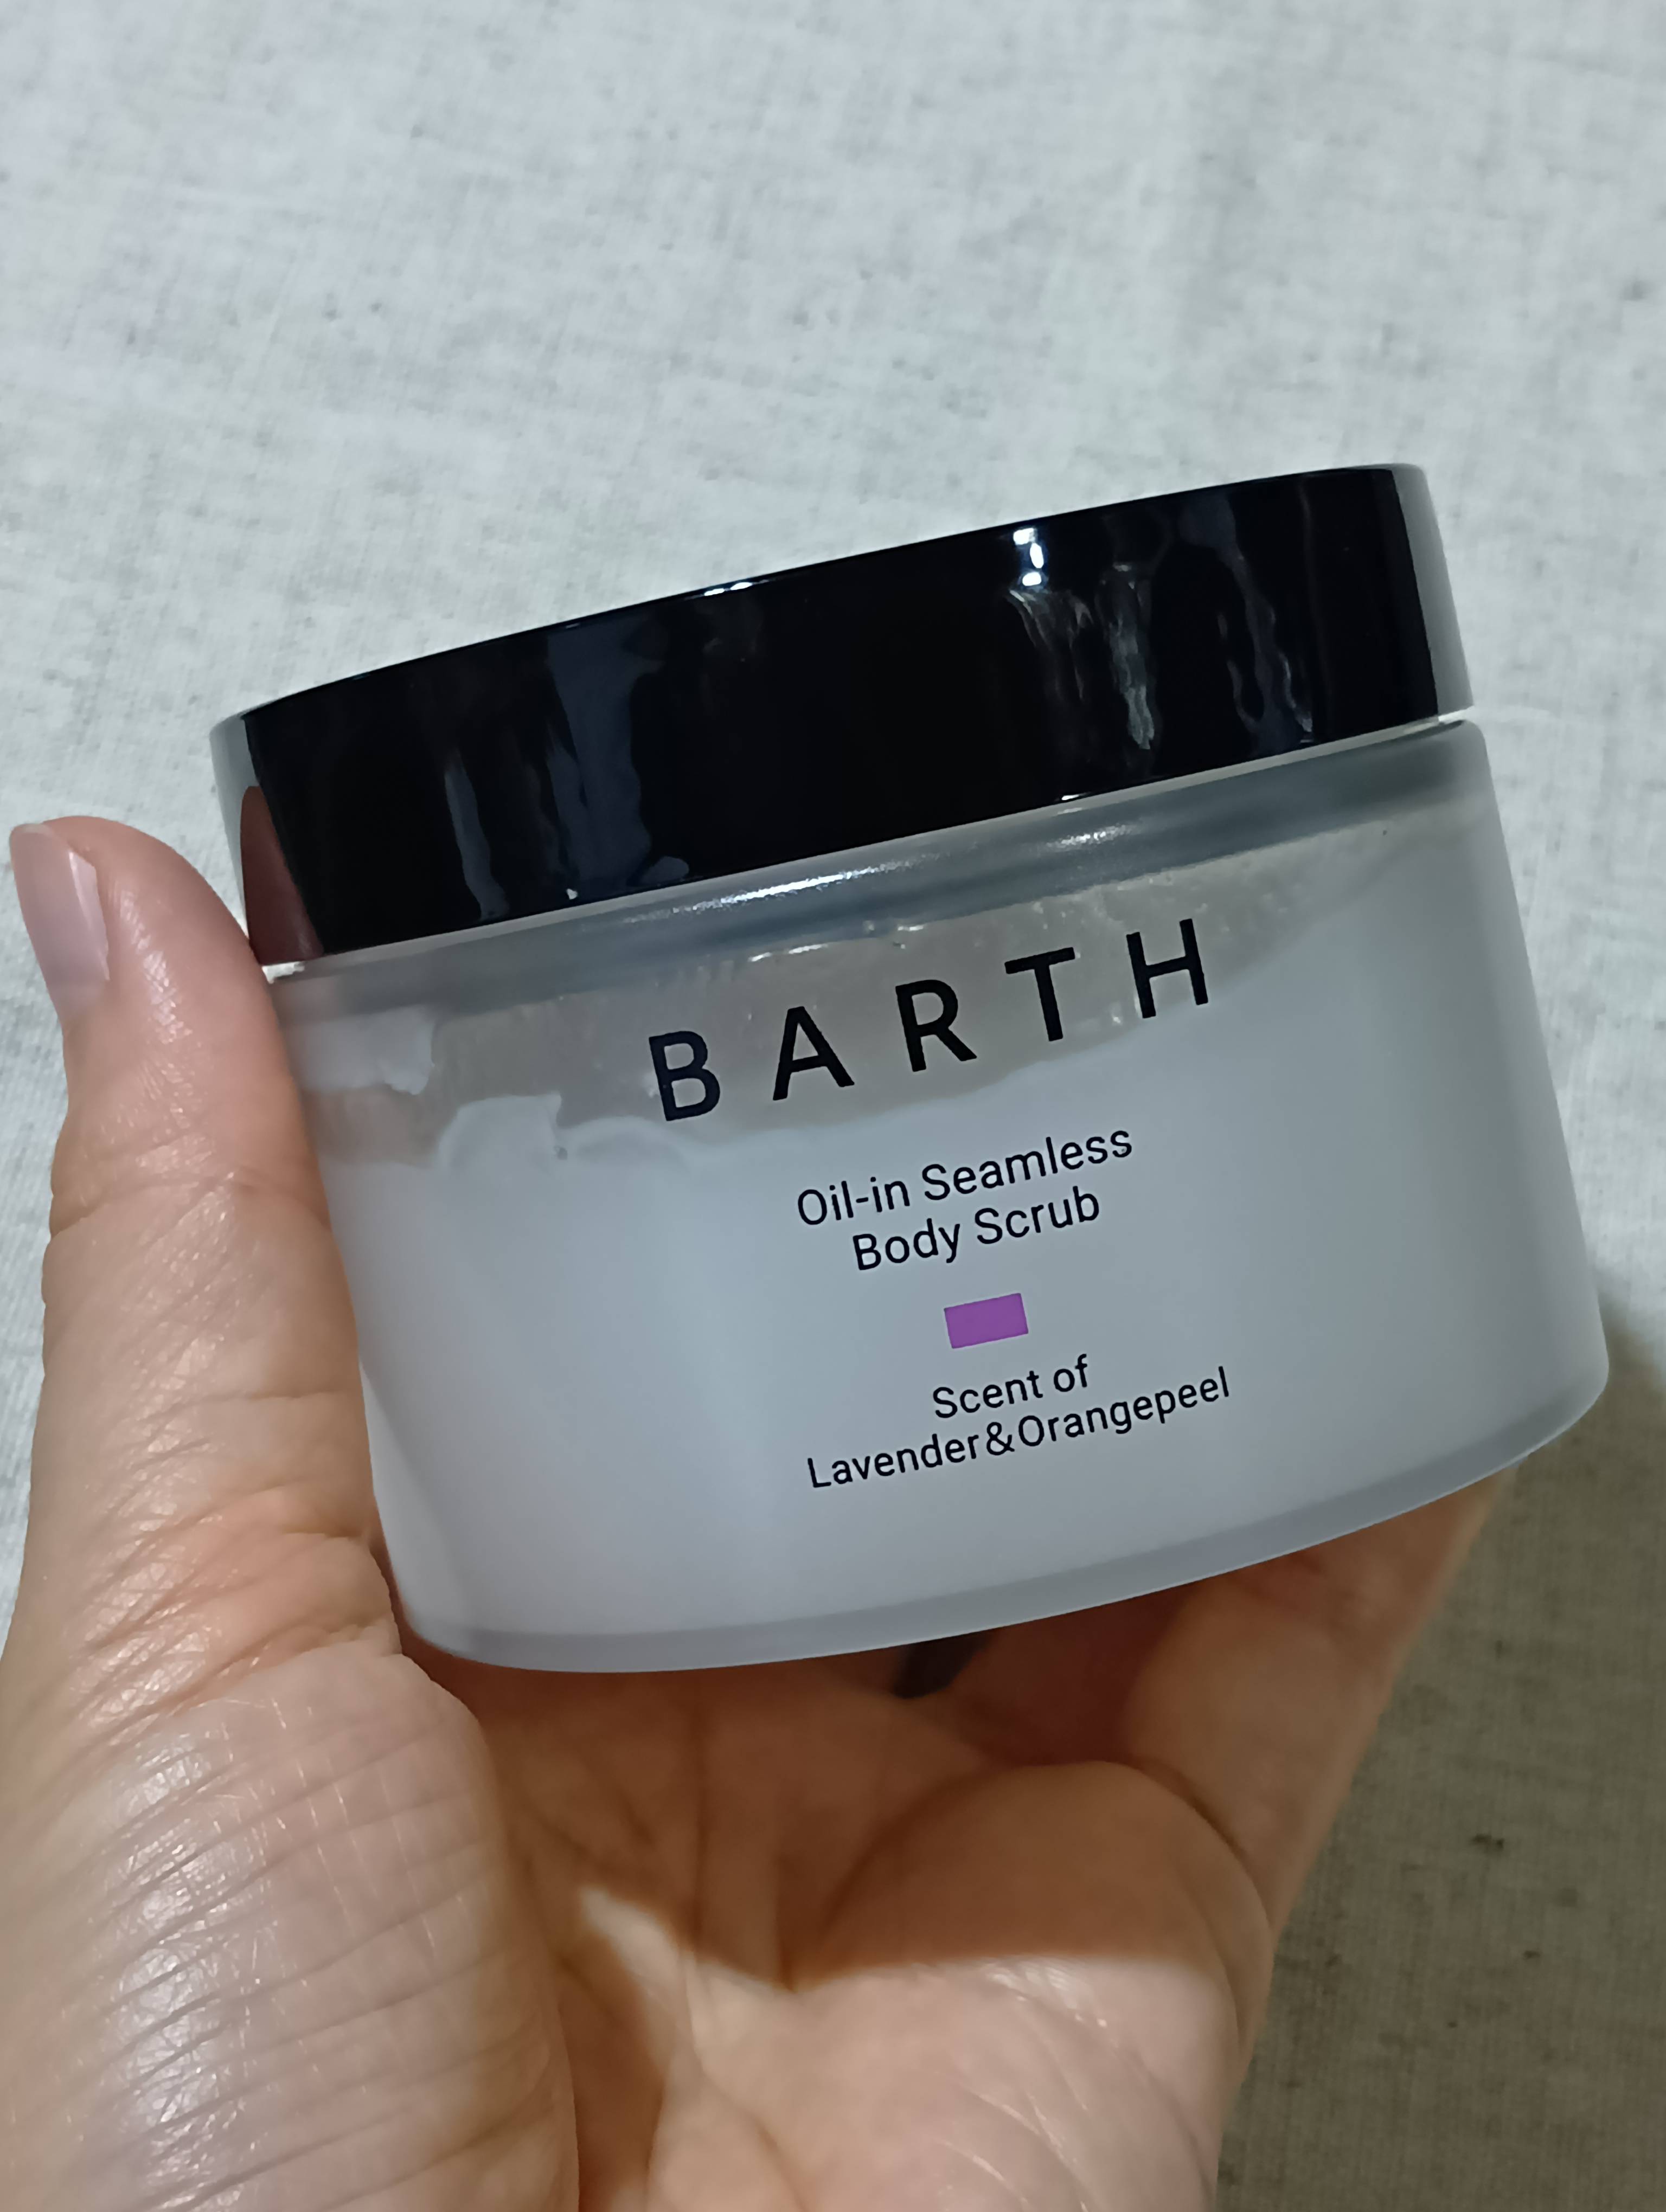 BARTH
Oil-in Seamless
Body Scrub
Scent of
Lavender&Orangepeel